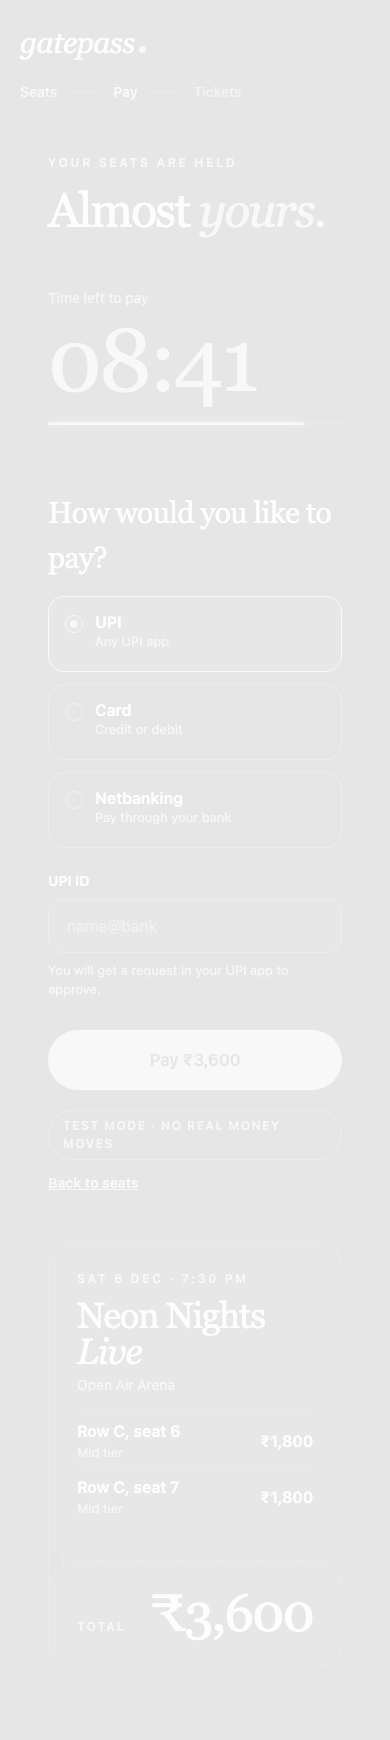 gatepass.
Seats Pay Tickets
YOUR SEATS ARE HELD
Almost yours.
Time left to pay
08:41
How would you like to
pay?
UPI
Any UPI app
Card
Credit or debit
Netbanking
Pay through your bank
UPI ID
name@bank
You will get a request in your UPI app to
approve.
Pay ₹3,600
TEST MODE · NO REAL MONEY
MOVES
Back to seats
SAT 6 DEC · 7:30 PM
Neon Nights
Live
Open Air Arena
Row C, seat 6
₹1,800
Mid tier
Row C, seat 7
₹1,800
Mid tier
TOTAL ₹3,600